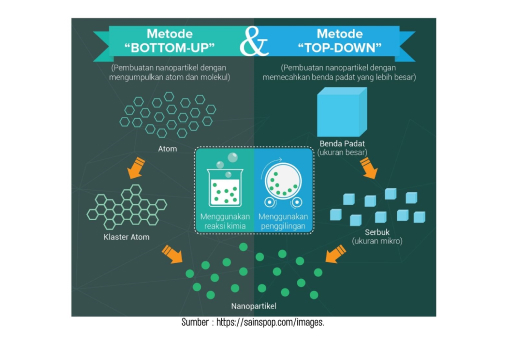 Metode
"BOTTOM-UP"
&
Metode
"TOP-DOWN"
(Pembuatan nanopartikel dengan
mengumpulkan atom dan molekul)
(Pembuatan nanopartikel dengan
memecahkan benda padat yang lebih besar)
Atom
Benda Padat
(ukuran besar)
Menggunakan
reaksi kimia
Menggunakan
penggilingan
Klaster Atom
Serbuk
(ukuran mikro)
Nanopartikel
Sumber : https://sainspop.com/images.